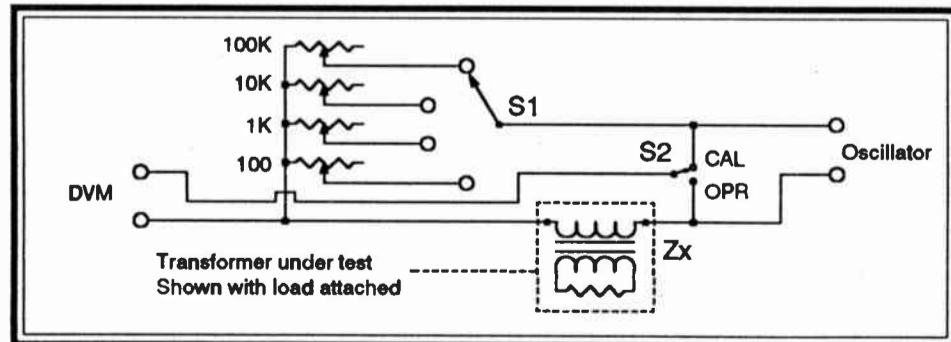 100K
10K
S1
1K
S2
CAL
Oscillator
100
DVM
OPR
Zx
Transformer under test
Shown with load attached